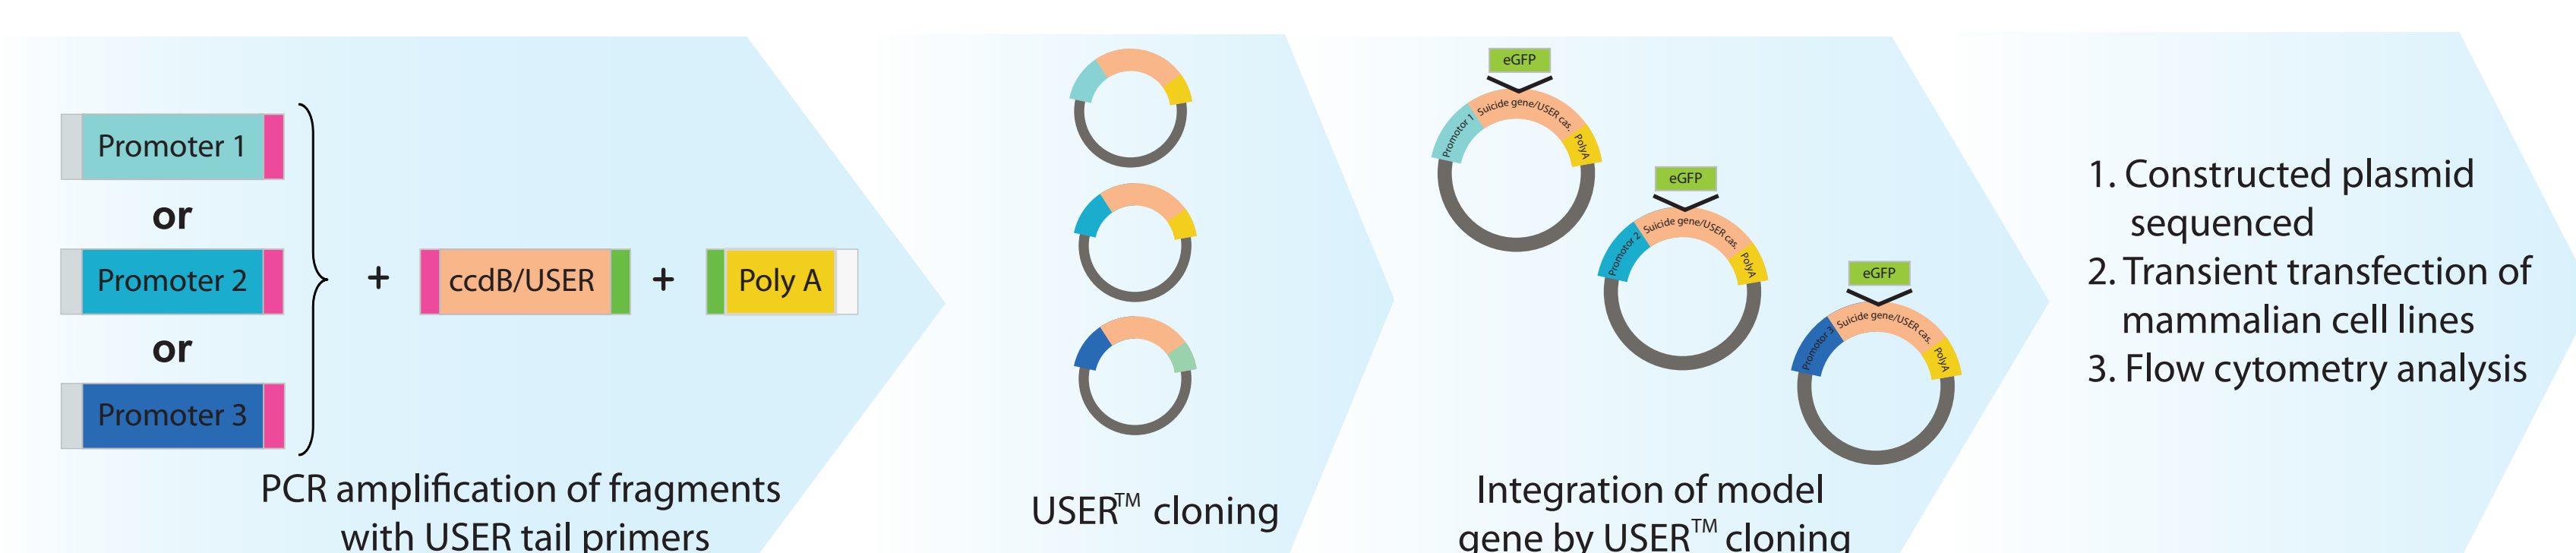 Promoter 1
or
Promoter 2
or
Promoter 3
+
ccdB/USER
+
Poly A
PCR amplification of fragments
with USER tail primers
USER™ cloning
eGFP
Promotor 1
Suicide gene/USER cas.
PolyA
eGFP
Promotor 2
Suicide gene/USER cas.
PolyA
eGFP
Promotor 3
Suicide gene/USER cas.
PolyA
Integration of model
gene by USER™ cloning
1. Constructed plasmid
sequenced
2. Transient transfection of
mammalian cell lines
3. Flow cytometry analysis